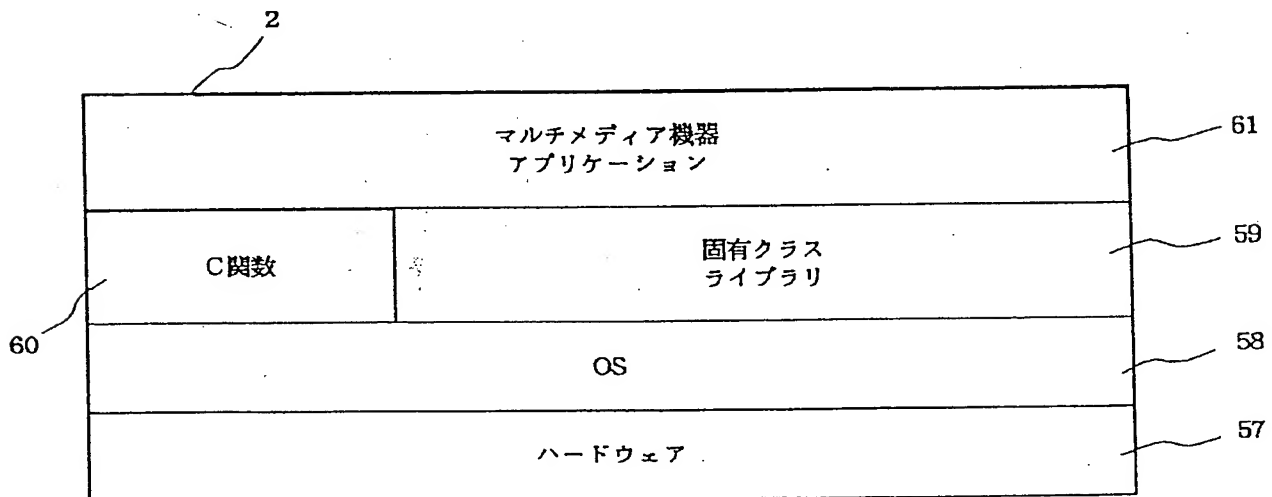 2
マルチメディア機器
アプリケーション
61
C関数
固有クラス
ライブラリ
59
60
OS
58
ハードウェア
57